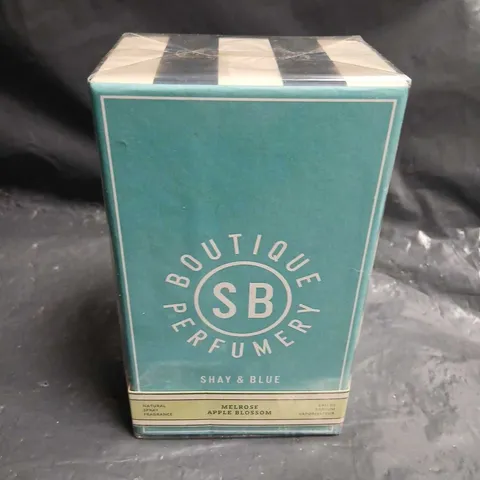 BOUTIQUE
SB
PERFUMERY
SHAY & BLUE
NATURAL
SPRAY
FRAGRANCE
MELROSE
APPLE BLOSSOM